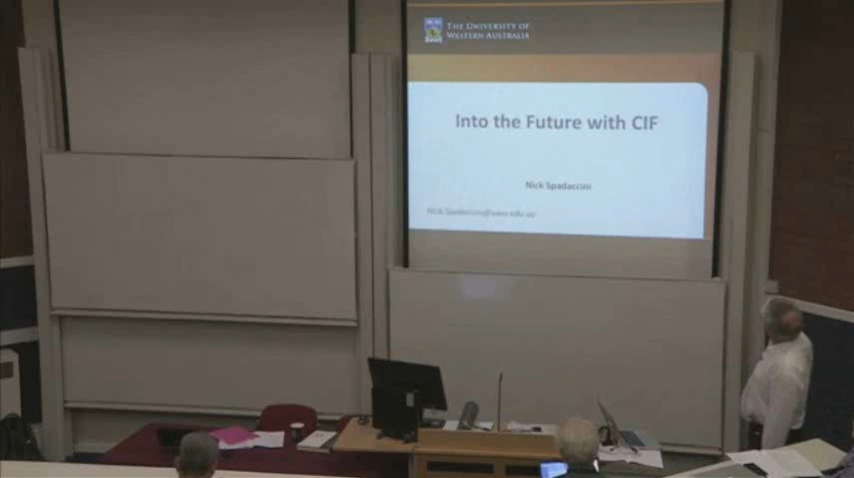 THE UNIVERSITY OF
WESTERN AUSTRALIA
Into the Future with CIF
Nick Spadaccini